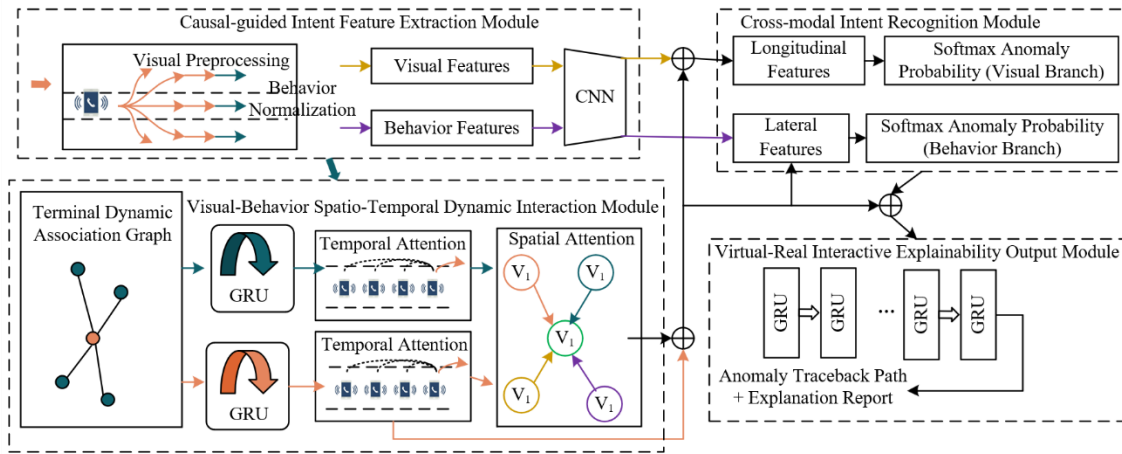 Causal-guided Intent Feature Extraction Module
Visual Preprocessing
Behavior
Normalization
Visual Features
Behavior Features
CNN
Cross-modal Intent Recognition Module
Longitudinal
Features
Softmax Anomaly
Probability (Visual Branch)
Lateral
Features
Softmax Anomaly Probability
(Behavior Branch)
Visual-Behavior Spatio-Temporal Dynamic Interaction Module
Terminal Dynamic
Association Graph
GRU
Temporal Attention
GRU
Temporal Attention
Spatial Attention
V1
V1
V1
V1
V1
Virtual-Real Interactive Explainability Output Module
GRU
GRU
...
GRU
GRU
Anomaly Traceback Path
+ Explanation Report